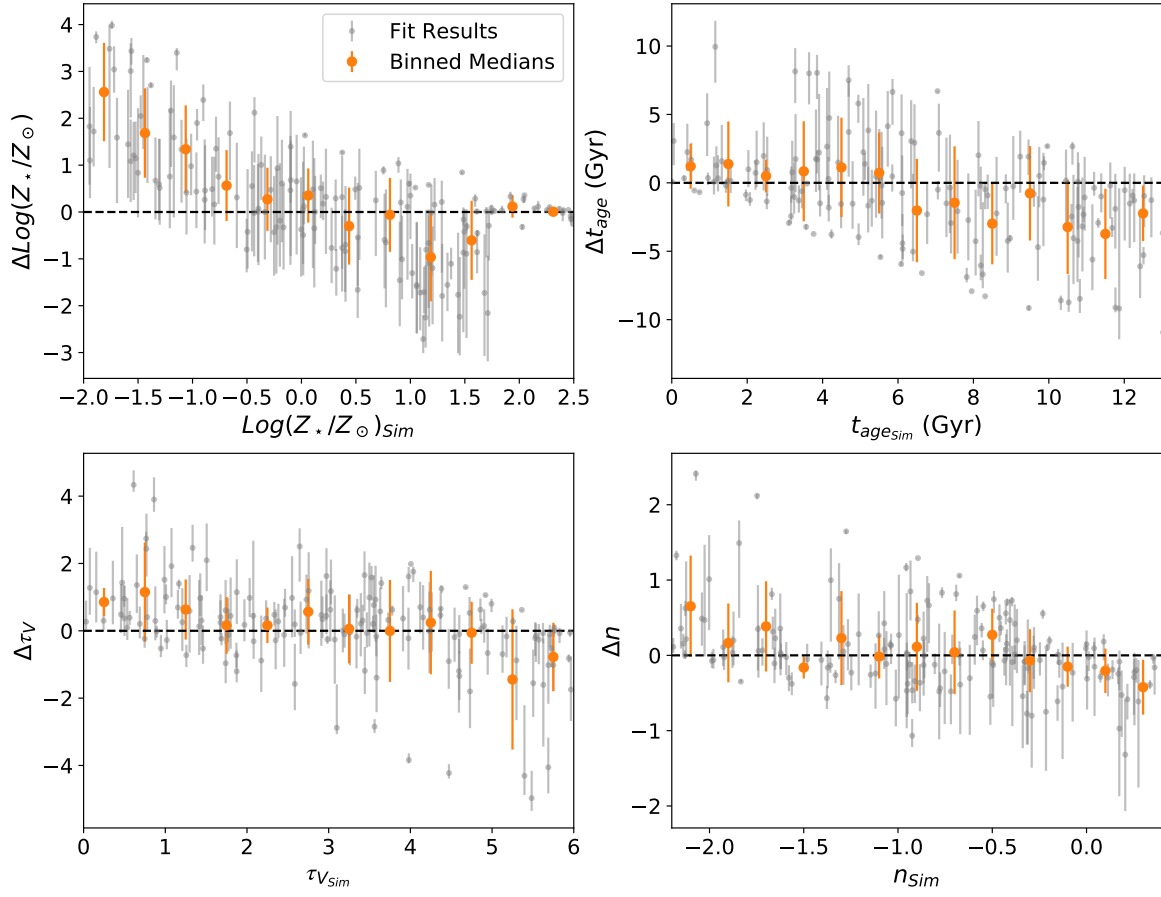 Fit Results
Binned Medians
4
3
2
1
0
−1
−2
−3
ΔLog(Z⋆/Z⊙)
−2.0 −1.5 −1.0 −0.5 0.0 0.5 1.0 1.5 2.0 2.5
Log(Z⋆/Z⊙)Sim
10
5
0
−5
−10
Δtage (Gyr)
0 2 4 6 8 10 12
tageSim (Gyr)
4
2
0
−2
−4
ΔτV
0 1 2 3 4 5 6
τVSim
2
1
0
−1
−2
Δn
−2.0 −1.5 −1.0 −0.5 0.0
nSim